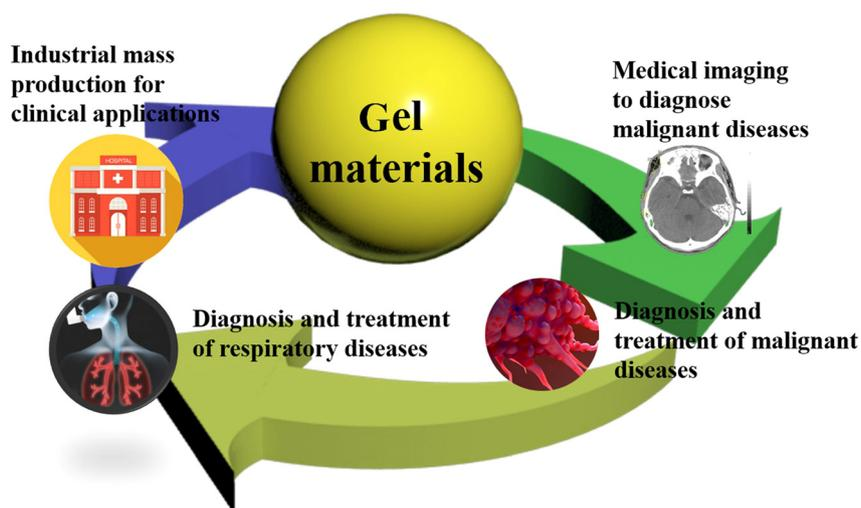 Industrial mass
production for
clinical applications
HOSPITAL
Gel
materials
Medical imaging
to diagnose
malignant diseases
Diagnosis and treatment
of respiratory diseases
Diagnosis and
treatment of malignant
diseases